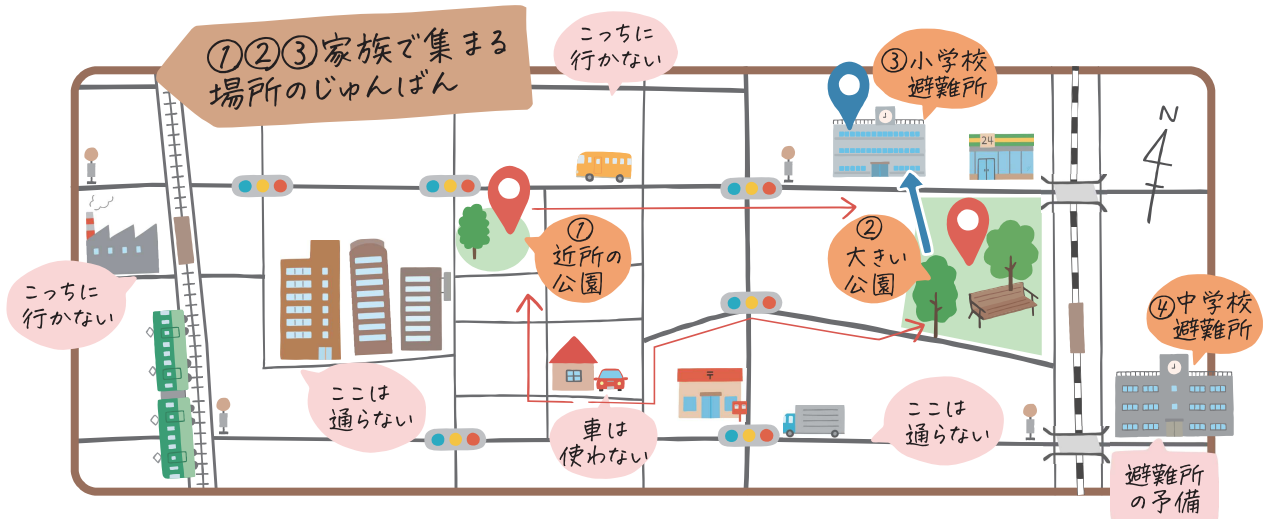 ①②③家族で集まる
場所のじゅんばん
こっちに
行かない
③小学校
避難所
N
24
①
近所の
公園
②
大きい
公園
こっちに
行かない
④中学校
避難所
ここは
通らない
車は
使わない
〒
ここは
通らない
避難所
の予備